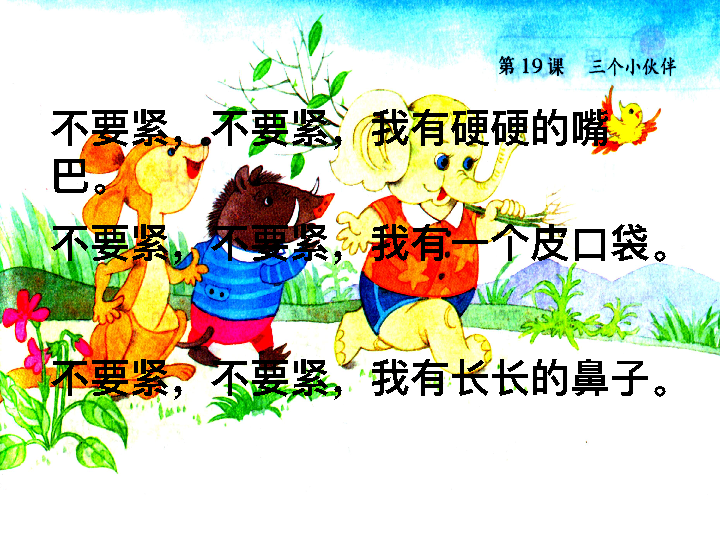 第19课 三个小伙伴
不要紧，不要紧，我有硬硬的嘴
巴。
不要紧，不要紧，我有一个皮口袋。
不要紧，不要紧，我有长长的鼻子。